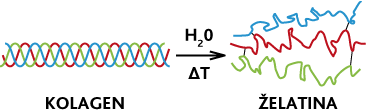 H₂0
ΔT
KOLAGEN
ŽELATINA